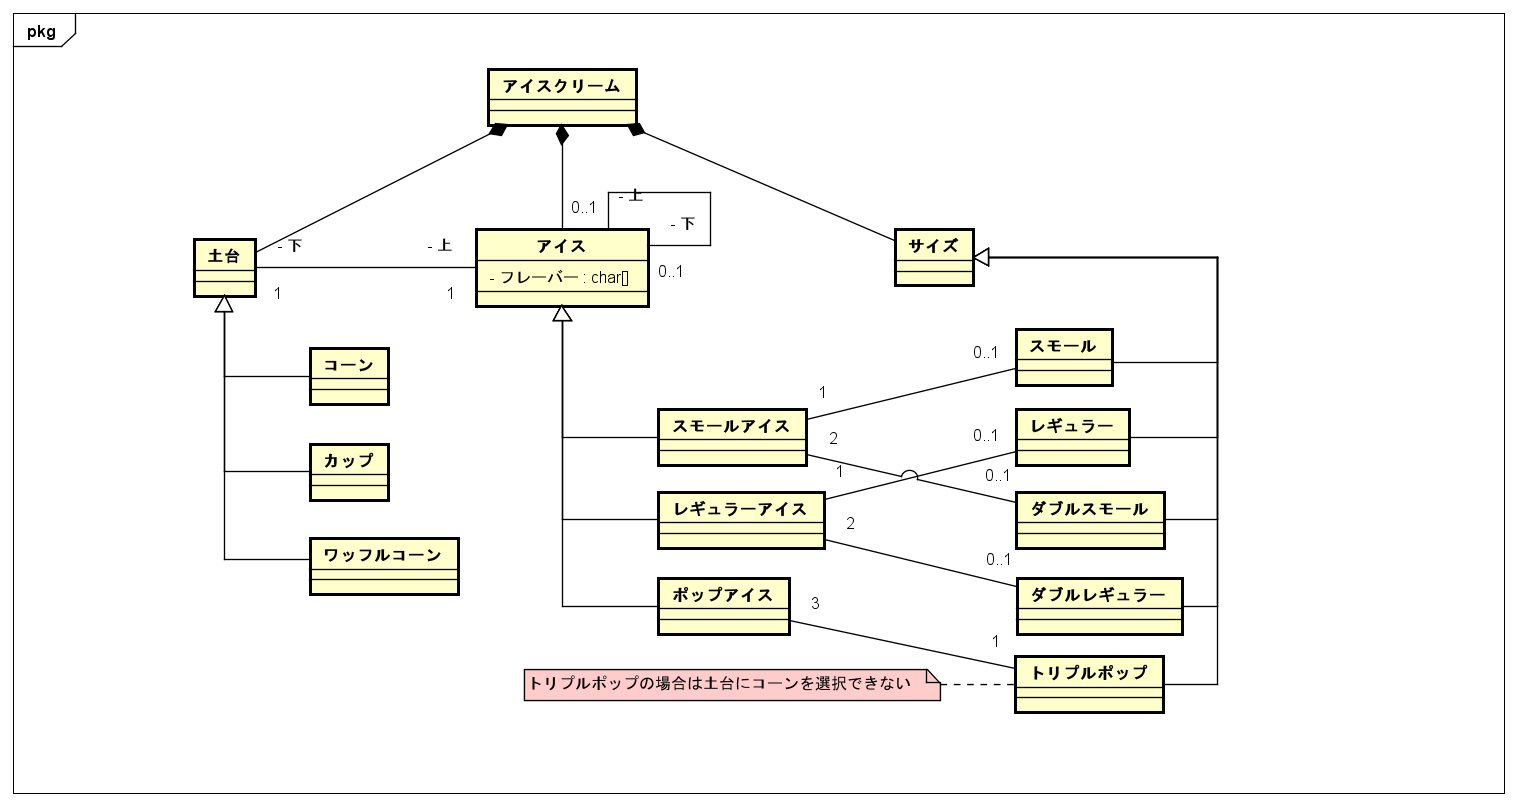 pkg
アイスクリーム
- 上
0..1
- 下
- 下
- 上
土台
アイス
サイズ
- フレーバー : char[]
0..1
1
1
スモール
0..1
コーン
1
スモールアイス
レギュラー
2
0..1
カップ
1
0..1
レギュラーアイス
ダブルスモール
2
ワッフルコーン
0..1
ポップアイス
ダブルレギュラー
3
1
トリプルポップ
トリプルポップの場合は土台にコーンを選択できない